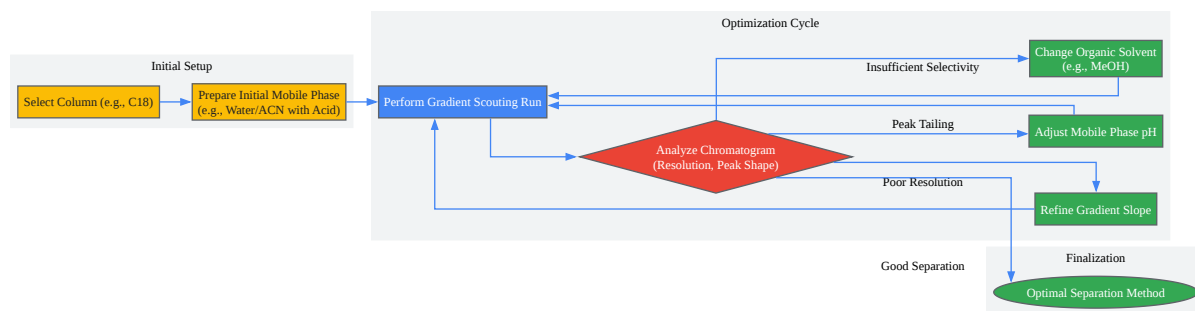 Initial Setup
Select Column (e.g., C18)
Prepare Initial Mobile Phase
(e.g., Water/ACN with Acid)
Optimization Cycle
Perform Gradient Scouting Run
Analyze Chromatogram
(Resolution, Peak Shape)
Insufficient Selectivity
Change Organic Solvent
(e.g., MeOH)
Peak Tailing
Adjust Mobile Phase pH
Poor Resolution
Refine Gradient Slope
Good Separation
Finalization
Optimal Separation Method